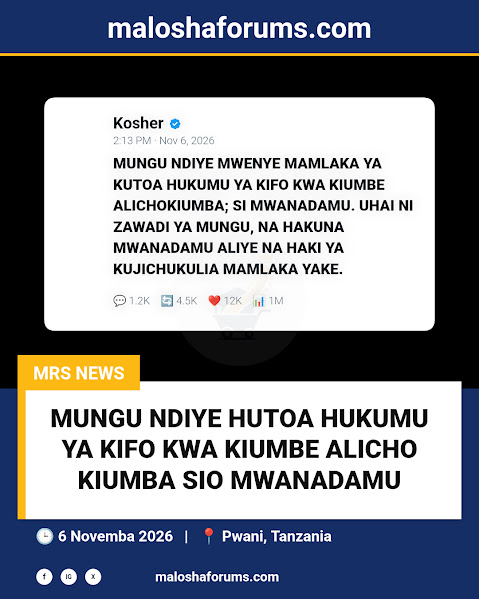 maloshaforums.com
Kosher
2:13 PM · Nov 6, 2026
MUNGU NDIYE MWENYE MAMLAKA YA
KUTOA HUKUMU YA KIFO KWA KIUMBE
ALICHOKIUMBA; SI MWANADAMU. UHAI NI
ZAWADI YA MUNGU, NA HAKUNA
MWANADAMU ALIYE NA HAKI YA
KUJICHUKULIA MAMLAKA YAKE.
💬 1.2K 🔄 4.5K ❤️ 12K 📊 1M
MRS NEWS
MUNGU NDIYE HUTOA HUKUMU
YA KIFO KWA KIUMBE ALICHO
KIUMBA SIO MWANADAMU
🕒 6 Novemba 2026 | 📍 Pwani, Tanzania
f IG X maloshaforums.com